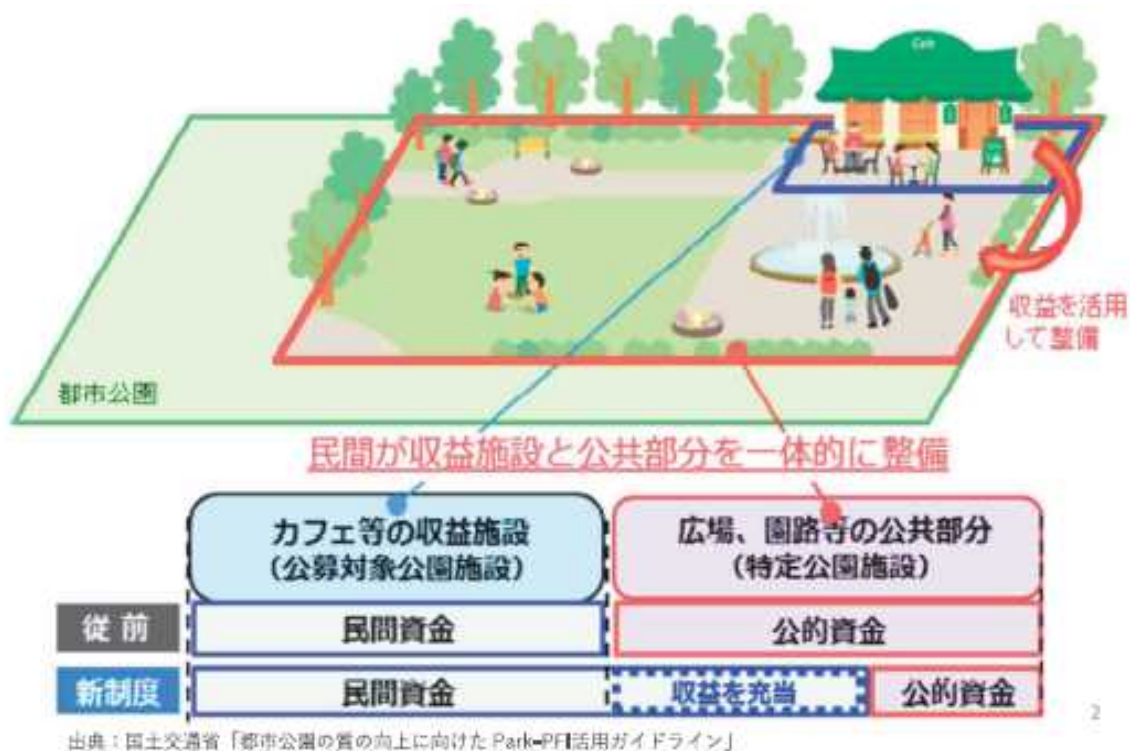 Cafe
収益を活用
して整備
都市公園
民間が収益施設と公共部分を一体的に整備
カフェ等の収益施設
(公募対象公園施設)
広場、園路等の公共部分
(特定公園施設)
従前
民間資金
公的資金
新制度
民間資金
収益を充当
公的資金
2
出典:国土交通省「都市公園の質の向上に向けた Park-PFI活用ガイドライン」